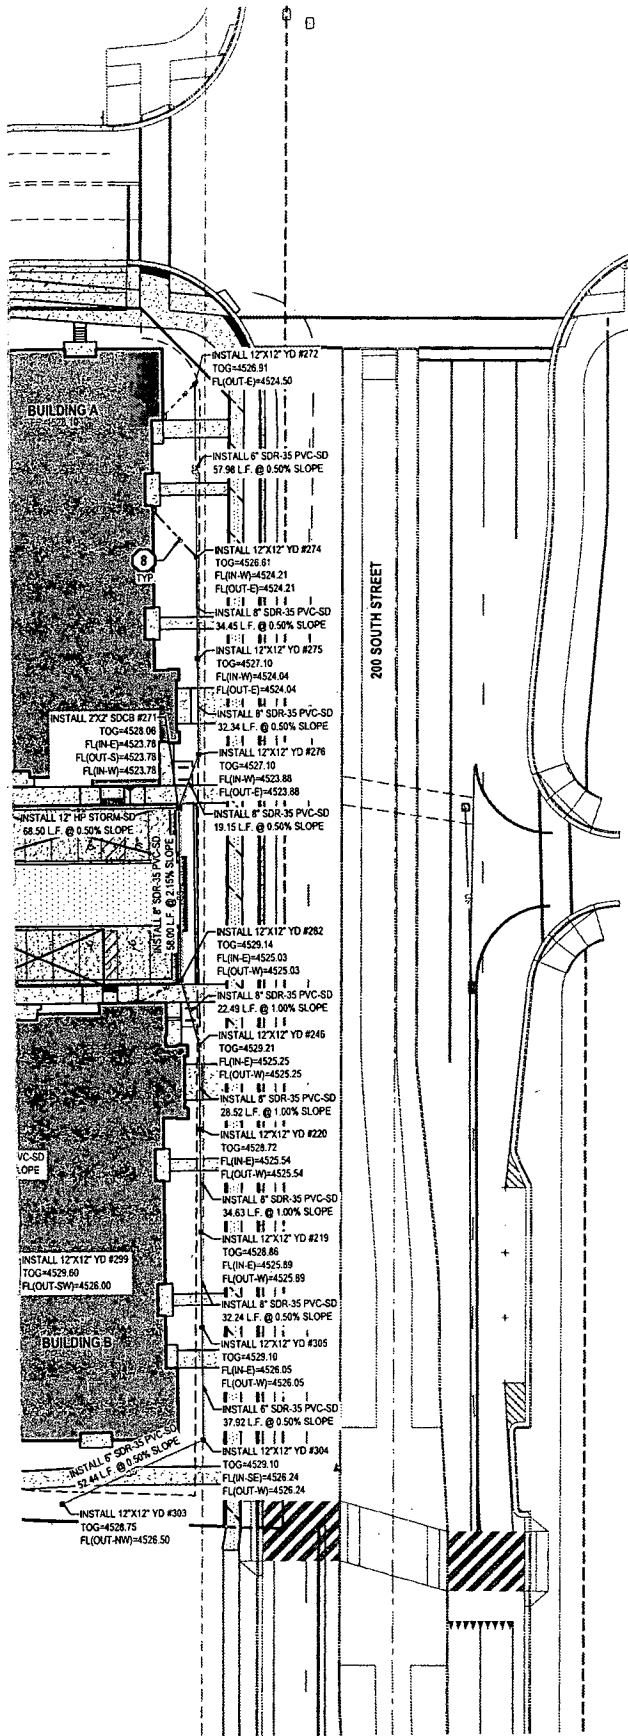 INSTALL 12"X12" YD #272
TOG=4526.91
FL(OUT-E)=4524.50
BUILDING A
INSTALL 6" SDR-35 PVC-SD
57.98 L.F. @ 0.50% SLOPE
8
TYP
INSTALL 12"X12" YD #274
TOG=4526.61
FL(IN-W)=4524.21
FL(OUT-E)=4524.21
INSTALL 8" SDR-35 PVC-SD
34.45 L.F. @ 0.50% SLOPE
200 SOUTH STREET
INSTALL 12"X12" YD #275
TOG=4527.10
FL(IN-W)=4524.04
FL(OUT-E)=4524.04
INSTALL 8" SDR-35 PVC-SD
32.34 L.F. @ 0.50% SLOPE
INSTALL 2'X2' SDCB #271
TOG=4528.06
FL(IN-E)=4523.78
FL(OUT-S)=4523.78
FL(IN-W)=4523.78
INSTALL 12"X12" YD #276
TOG=4527.10
FL(IN-W)=4523.88
FL(OUT-E)=4523.88
INSTALL 12" HP STORM-SD
68.50 L.F. @ 0.50% SLOPE
INSTALL 8" SDR-35 PVC-SD
19.15 L.F. @ 0.50% SLOPE
INSTALL 8" SDR-35 PVC-SD
58.00 L.F. @ 2.15% SLOPE
INSTALL 12"X12" YD #282
TOG=4529.14
FL(IN-E)=4525.03
FL(OUT-W)=4525.03
INSTALL 8" SDR-35 PVC-SD
22.49 L.F. @ 1.00% SLOPE
INSTALL 12"X12" YD #246
TOG=4529.21
FL(IN-E)=4525.25
FL(OUT-W)=4525.25
INSTALL 8" SDR-35 PVC-SD
28.52 L.F. @ 1.00% SLOPE
INSTALL 12"X12" YD #220
TOG=4528.72
FL(IN-E)=4525.54
FL(OUT-W)=4525.54
VC-SD
LOPE
INSTALL 8" SDR-35 PVC-SD
34.63 L.F. @ 1.00% SLOPE
INSTALL 12"X12" YD #219
TOG=4528.86
FL(IN-E)=4525.89
FL(OUT-W)=4525.89
INSTALL 12"X12" YD #299
TOG=4529.60
FL(OUT-SW)=4526.00
INSTALL 8" SDR-35 PVC-SD
32.24 L.F. @ 0.50% SLOPE
BUILDING B
INSTALL 12"X12" YD #305
TOG=4529.10
FL(IN-E)=4526.05
FL(OUT-W)=4526.05
INSTALL 6" SDR-35 PVC-SD
37.92 L.F. @ 0.50% SLOPE
INSTALL 6" SDR-35 PVC-SD
52.44 L.F. @ 0.50% SLOPE
INSTALL 12"X12" YD #304
TOG=4529.10
FL(IN-SE)=4526.24
FL(OUT-W)=4526.24
INSTALL 12"X12" YD #303
TOG=4528.75
FL(OUT-NW)=4526.50